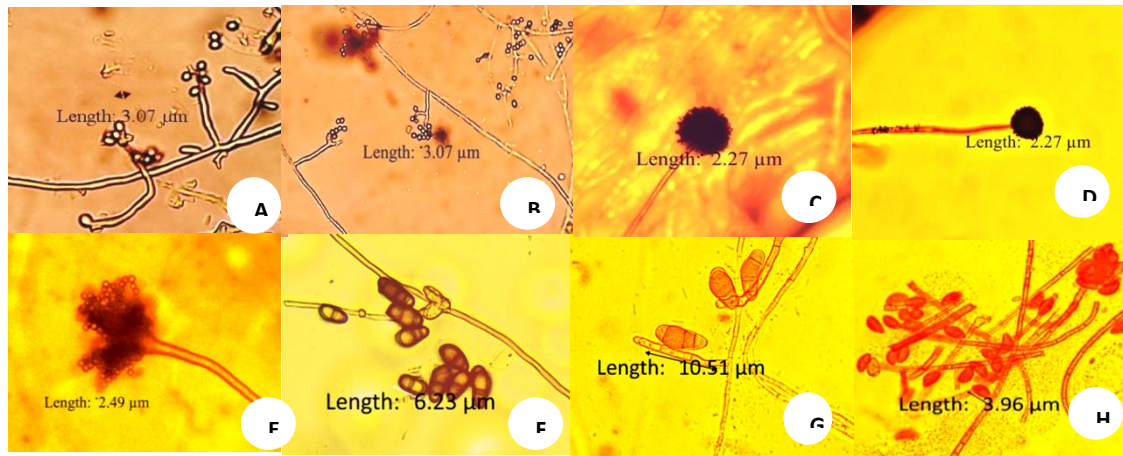 Length: 3.07 µm
A
Length: 3.07 µm
B
Length: 2.27 µm
C
Length: 2.27 µm
D
Length: 2.49 µm
E
Length: 6.23 µm
F
Length: 10.51 µm
G
Length: 3.96 µm
H